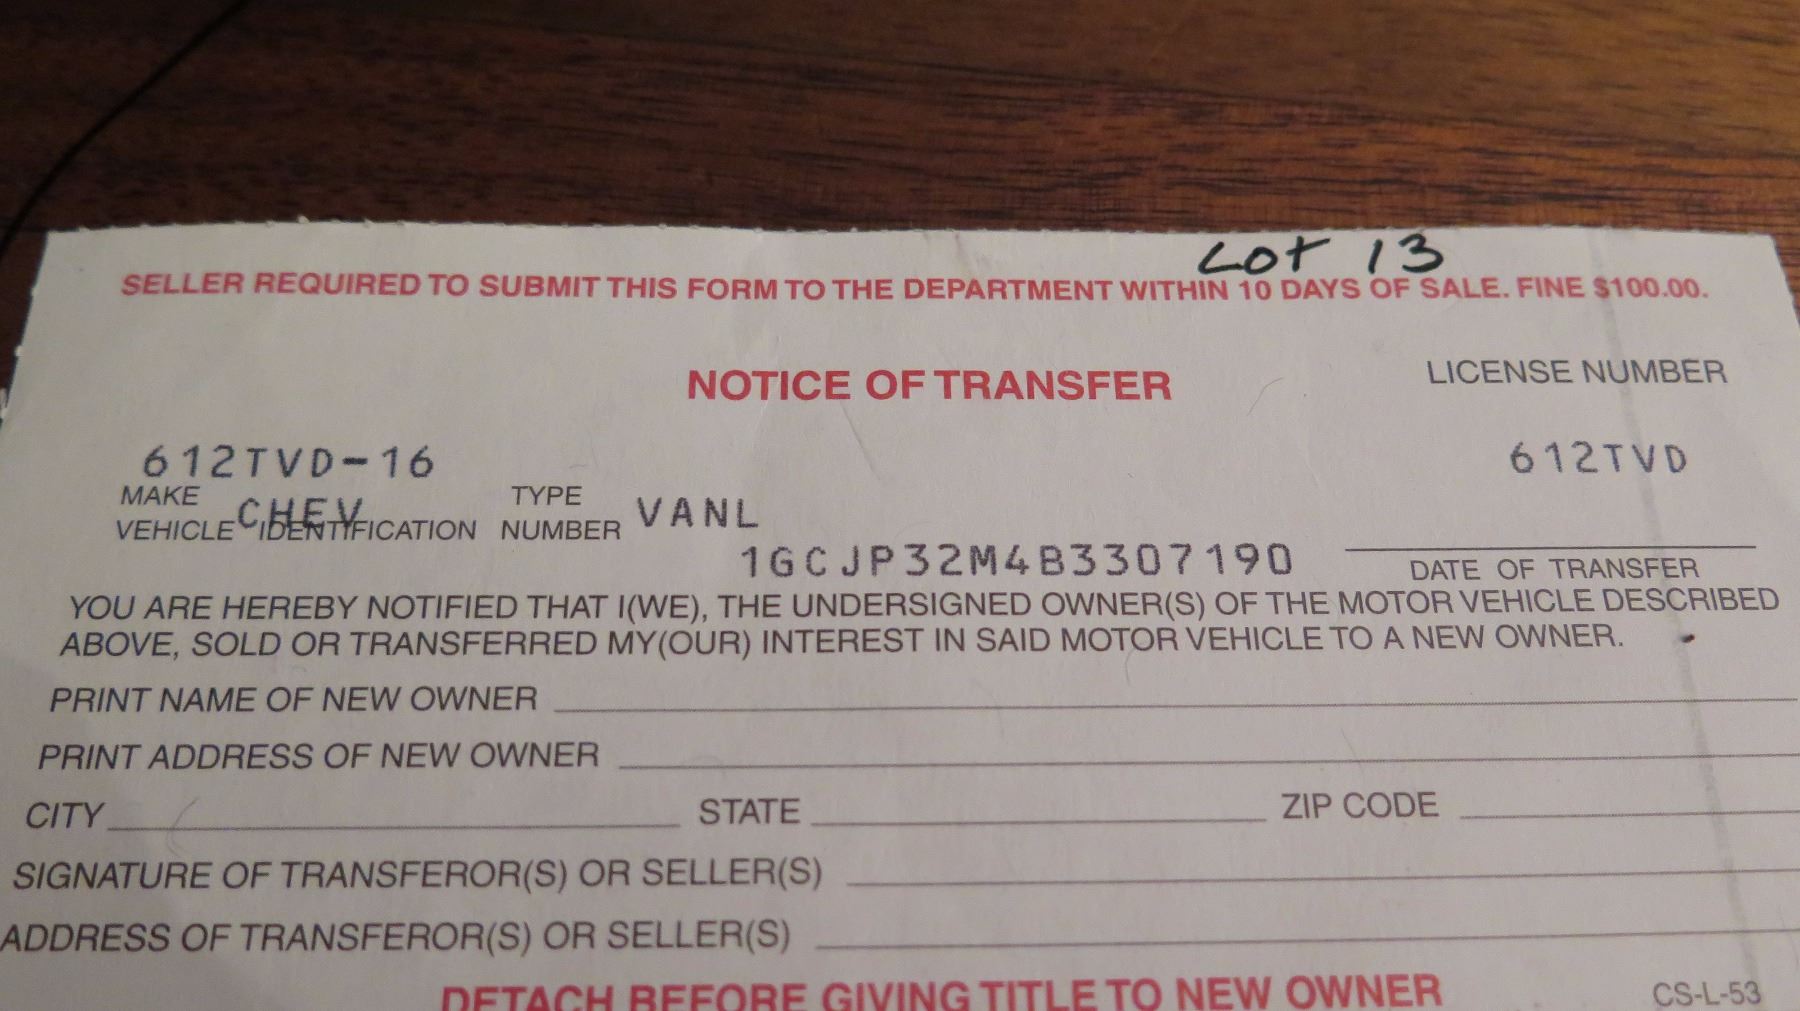 LOT 13
SELLER REQUIRED TO SUBMIT THIS FORM TO THE DEPARTMENT WITHIN 10 DAYS OF SALE. FINE $100.00.
NOTICE OF TRANSFER
LICENSE NUMBER
612TVD-16
612TVD
MAKE CHEV TYPE VANL
VEHICLE IDENTIFICATION NUMBER
1GCJP32M4B3307190
DATE OF TRANSFER
YOU ARE HEREBY NOTIFIED THAT I(WE), THE UNDERSIGNED OWNER(S) OF THE MOTOR VEHICLE DESCRIBED
ABOVE, SOLD OR TRANSFERRED MY(OUR) INTEREST IN SAID MOTOR VEHICLE TO A NEW OWNER.
PRINT NAME OF NEW OWNER
PRINT ADDRESS OF NEW OWNER
CITY STATE ZIP CODE
SIGNATURE OF TRANSFEROR(S) OR SELLER(S)
ADDRESS OF TRANSFEROR(S) OR SELLER(S)
DETACH BEFORE GIVING TITLE TO NEW OWNER
CS-L-53